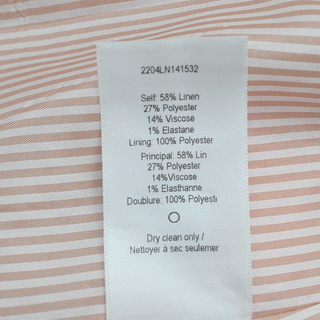 2204LN141532
Self: 58% Linen
27% Polyester
14% Viscose
1% Elastane
Lining: 100% Polyester
Principal: 58% Lin
27% Polyester
14%Viscose
1% Elasthanne
Doublure: 100% Polyeste
Dry clean only /
Nettoyer à sec seulemer